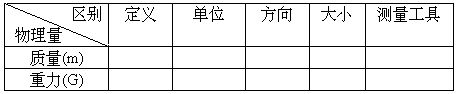 区别 定义 单位 方向 大小 测量工具
物理量
质量(m)
重力(G)